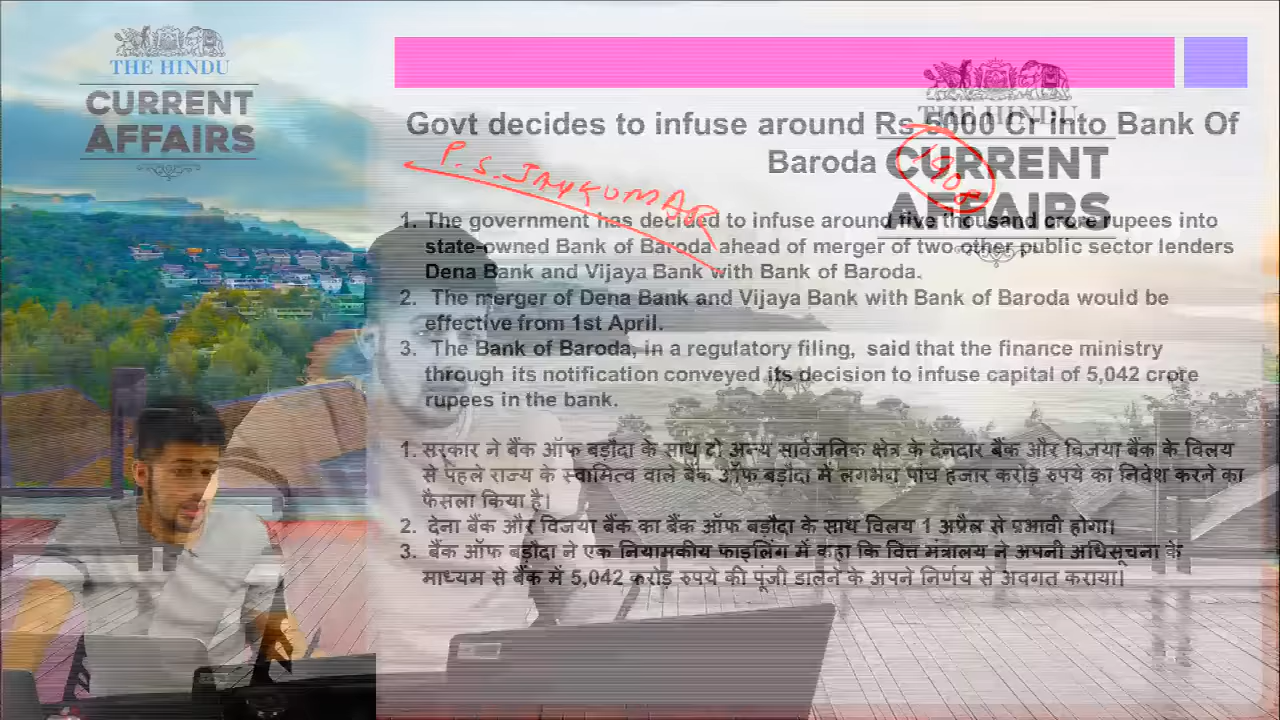 THE HINDU
CURRENT
AFFAIRS
THE HINDU
CURRENT
AFFAIRS
Govt decides to infuse around Rs 5000 Cr into Bank Of
Baroda
1908
P.S.JAYKUMAR
1. The government has decided to infuse around five thousand crore rupees into
state-owned Bank of Baroda ahead of merger of two other public sector lenders
Dena Bank and Vijaya Bank with Bank of Baroda.
2. The merger of Dena Bank and Vijaya Bank with Bank of Baroda would be
effective from 1st April.
3. The Bank of Baroda, in a regulatory filing, said that the finance ministry
through its notification conveyed its decision to infuse capital of 5,042 crore
rupees in the bank.
1. सरकार ने बैंक ऑफ बड़ौदा के साथ दो अन्य सार्वजनिक क्षेत्र के देनदार बैंक और विजया बैंक के विलय
से पहले राज्य के स्वामित्व वाले बैंक ऑफ बड़ौदा में लगभग पांच हजार करोड़ रुपये का निवेश करने का
फैसला किया है।
2. देना बैंक और विजया बैंक का बैंक ऑफ बड़ौदा के साथ विलय 1 अप्रैल से प्रभावी होगा।
3. बैंक ऑफ बड़ौदा ने एक नियामकीय फाइलिंग में कहा कि वित्त मंत्रालय ने अपनी अधिसूचना के
माध्यम से बैंक में 5,042 करोड़ रुपये की पूंजी डालने के अपने निर्णय से अवगत कराया।